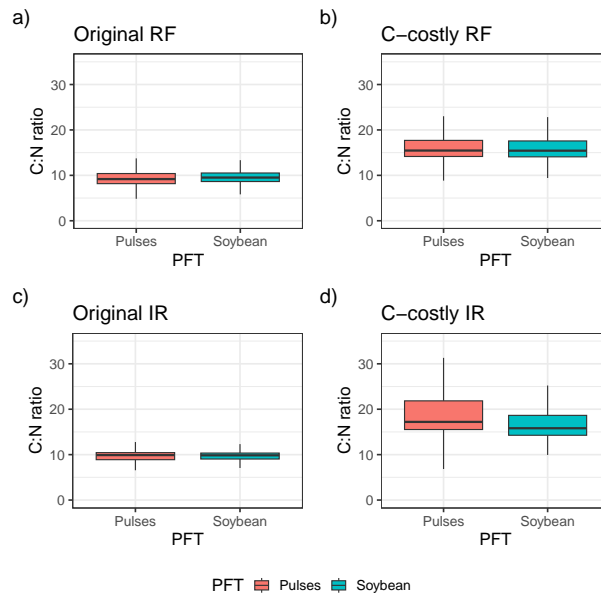 a)
Original RF
C:N ratio
30
20
10
0
Pulses
Soybean
PFT
b)
C−costly RF
C:N ratio
30
20
10
0
Pulses
Soybean
PFT
c)
Original IR
C:N ratio
30
20
10
0
Pulses
Soybean
PFT
d)
C−costly IR
C:N ratio
30
20
10
0
Pulses
Soybean
PFT
PFT Pulses Soybean